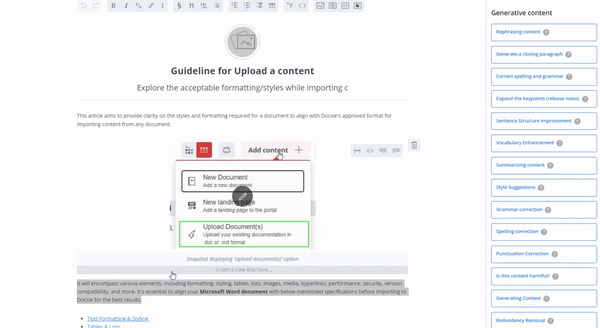 Generative content
Rephrasing content
Generate a closing paragraph
Correct spelling and grammar
Expand the keypoints (release notes)
Sentence Structure Improvement
Vocabulary Enhancement
Summarizing content
Style Suggestions
Grammar correction
Spelling correction
Punctuation Correction
Is this content harmful?
Generating Content
Redundancy Removal
Guideline for Upload a content
Explore the acceptable formatting/styles while importing c
This article aims to provide clarity on the styles and formatting required for a document to align with Docsie's approved format for
importing content from any document.
Add content +
New Document
Add a new document
New landing page
Add a landing page to the portal
Upload Document(s)
Upload your existing documentation in
doc or .md format
Snapshot displaying 'Upload document(s)' option
Insert a new line here...
It will encompass various elements, including formatting, styling, tables, lists, images, media, hyperlinks, performance, security, version
compatibility, and more. It's essential to align your Microsoft Word document with below mentioned specifications before importing to
Docsie for the best results.
Text Formatting & Styling
Tables & Lists